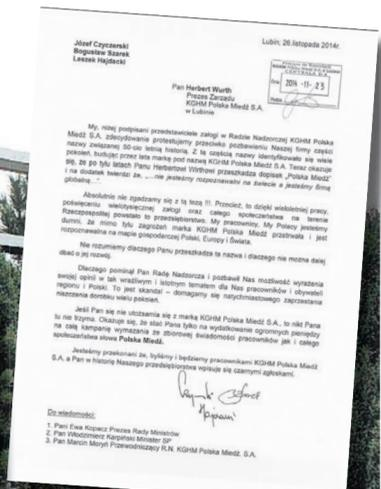 Józef Czyczerski
Bogusław Szarek
Leszek Hajdacki
Lubin, 26.listopada 2014r.
CENTRALA
2014 -11- 25
Pan Herbert Wurth
Prezes Zarządu
KGHM Polska Miedź S.A.
w Lubinie
My, niżej podpisani przedstawiciele załogi w Radzie Nadzorczej KGHM Polska
Miedź S.A. zdecydowanie protestujemy przeciwko pozbawieniu Naszej firmy części
nazwy związanej 50-cio letnią historią. Z tą częścią nazwy identyfikowało się wiele
pokoleń, budując przez lata markę pod nazwą KGHM Polska Miedź S.A. Teraz okazuje
się, że po tylu latach Panu Herbertowi Wirthowi przeszkadza dopisek „Polska Miedź"
i na dodatek twierdzi że, „... nie jesteśmy rozpoznawalni na świecie a jesteśmy firmą
globalną..."
Absolutnie nie zgadzamy się z tą tezą !!!. Przecież, to dzięki wieloletniej pracy,
poświęceniu wielotysięcznej załogi oraz całego społeczeństwa na terenie
Rzeczpospolitej powstało to przedsiębiorstwo. My pracownicy, My Polacy jesteśmy
dumni, że mimo tylu zagrożeń marka KGHM Polska Miedź przetrwała i jest
rozpoznawalna na mapie gospodarczej Polski, Europy i Świata.
Nie rozumiemy dlaczego Panu przeszkadza ta nazwa i dlaczego nie można dalej
dbać o jej rozwój.
Dlaczego pominął Pan Radę Nadzorczą i pozbawił Nas możliwość wyrażenia
swojej opinii w tak wrażliwym i istotnym tematem dla Nas pracowników i obywateli
regionu i Polski. To jest skandal – domagamy się natychmiastowego zaprzestania
niszczenia dorobku wielu pokoleń.
Jeśli Pan się nie utożsamia się z marką KGHM Polska Miedź S.A., to nikt Pana
tu nie trzyma. Okazuje się, że stać Pana tylko na wydatkowanie ogromnych pieniędzy
na całą kampanię wymazania ze zbiorowej świadomości pracowników jak i całego
społeczeństwa słowa Polska Miedź.
Jesteśmy przekonani że, byliśmy i będziemy pracownikami KGHM Polska Miedź
S.A. a Pan w historię Naszego przedsiębiorstwa wpisuje się czarnymi zgłoskami.
Do wiadomości:
1. Pani Ewa Kopacz Prezes Rady Ministrów
2. Pan Włodzimierz Karpiński Minister SP
3. Pan Marcin Moryń Przewodniczący R.N. KGHM Polska Miedź. S.A.